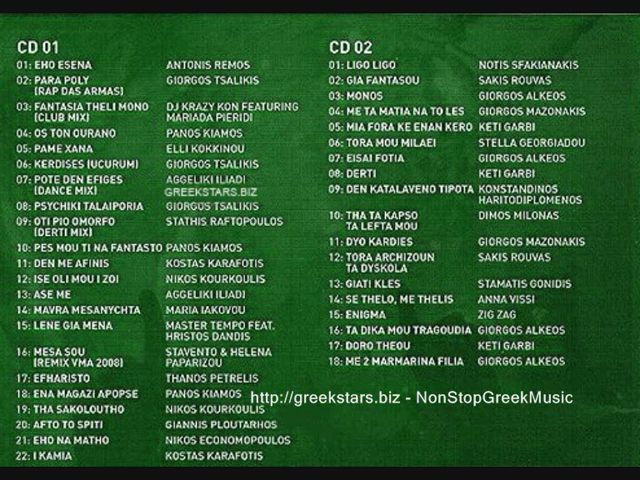 CD 01
01: EHO ESENA ANTONIS REMOS
02: PARA POLY GIORGOS TSALIKIS
[RAP DAS ARMAS]
03: FANTASIA THELI MONO DJ KRAZY KON FEATURING
[CLUB MIX] MARIADA PIERIDI
04: OS TON OURANO PANOS KIAMOS
05: PAME XANA ELLI KOKKINOU
06: KERDISES [UCURUM] GIORGOS TSALIKIS
07: POTE DEN EFIGES AGGELIKI ILIADI
[DANCE MIX] GREEKSTARS.BIZ
08: PSYCHIKI TALAIPORIA GIORGOS TSALIKIS
09: OTI PIO OMORFO STATHIS RAFTOPOULOS
[DERTI MIX]
10: PES MOU TI NA FANTASTO PANOS KIAMOS
11: DEN ME AFINIS KOSTAS KARAFOTIS
12: ISE OLI MOU I ZOI NIKOS KOURKOULIS
13: ASE ME AGGELIKI ILIADI
14: MAVRA MESANYCHTA MARIA IAKOVOU
15: LENE GIA MENA MASTER TEMPO FEAT.
HRISTOS DANDIS
16: MESA SOU STAVENTO & HELENA
[REMIX VMA 2008] PAPARIZOU
17: EFHARISTO THANOS PETRELIS
18: ENA MAGAZI APOPSE PANOS KIAMOS
19: THA SAKOLOUTHO NIKOS KOURKOULIS
20: AFTO TO SPITI GIANNIS PLOUTARHOS
21: EHO NA MATHO NIKOS ECONOMOPOULOS
22: I KAMIA KOSTAS KARAFOTIS
CD 02
01: LIGO LIGO NOTIS SFAKIANAKIS
02: GIA FANTASOU SAKIS ROUVAS
03: MONOS GIORGOS ALKEOS
04: ME TA MATIA NA TO LES GIORGOS MAZONAKIS
05: MIA FORA KE ENAN KERO KETI GARBI
06: TORA MOU MILAEI STELLA GEORGIADOU
07: EISAI FOTIA GIORGOS ALKEOS
08: DERTI KETI GARBI
09: DEN KATALAVENO TIPOTA KONSTANDINOS
HARITODIPLOMENOS
10: THA TA KAPSO DIMOS MILONAS
TA LEFTA MOU
11: DYO KARDIES GIORGOS MAZONAKIS
12: TORA ARCHIZOUN SAKIS ROUVAS
TA DYSKOLA
13: GIATI KLES STAMATIS GONIDIS
14: SE THELO, ME THELIS ANNA VISSI
15: ENIGMA ZIG ZAG
16: TA DIKA MOU TRAGOUDIA GIORGOS ALKEOS
17: DORO THEOU KETI GARBI
18: ME 2 MARMARINA FILIA GIORGOS ALKEOS
http://greekstars.biz - NonStopGreekMusic